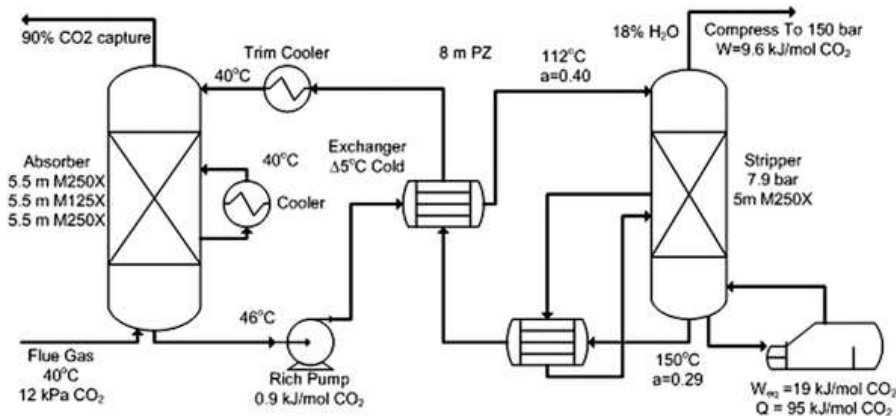 90% CO2 capture
Trim Cooler
40°C
8 m PZ
112°C
a=0.40
18% H₂O
Compress To 150 bar
W=9.6 kJ/mol CO₂
Absorber
5.5 m M250X
5.5 m M125X
5.5 m M250X
40°C
Cooler
Exchanger
Δ5°C Cold
Stripper
7.9 bar
5m M250X
Flue Gas
40°C
12 kPa CO₂
46°C
Rich Pump
0.9 kJ/mol CO₂
150°C
a=0.29
Wₑq =19 kJ/mol CO₂
Q = 95 kJ/mol CO₂